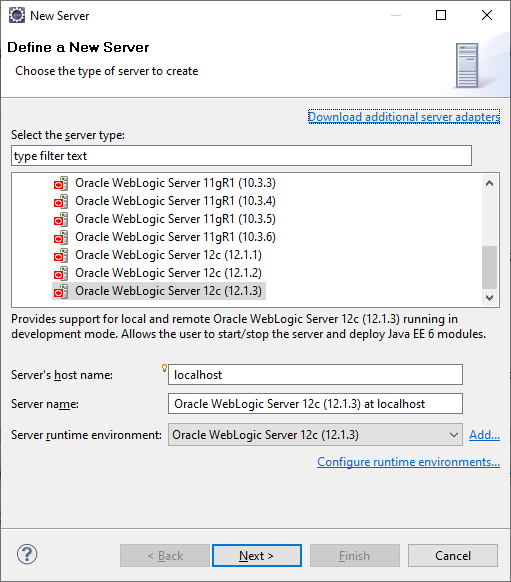 New Server
Define a New Server
Choose the type of server to create
Download additional server adapters
Select the server type:
type filter text
Oracle WebLogic Server 11gR1 (10.3.3)
Oracle WebLogic Server 11gR1 (10.3.4)
Oracle WebLogic Server 11gR1 (10.3.5)
Oracle WebLogic Server 11gR1 (10.3.6)
Oracle WebLogic Server 12c (12.1.1)
Oracle WebLogic Server 12c (12.1.2)
Oracle WebLogic Server 12c (12.1.3)
Provides support for local and remote Oracle WebLogic Server 12c (12.1.3) running in
development mode. Allows the user to start/stop the server and deploy Java EE 6 modules.
Server's host name: localhost
Server name: Oracle WebLogic Server 12c (12.1.3) at localhost
Server runtime environment: Oracle WebLogic Server 12c (12.1.3) Add...
Configure runtime environments...
? < Back Next > Finish Cancel